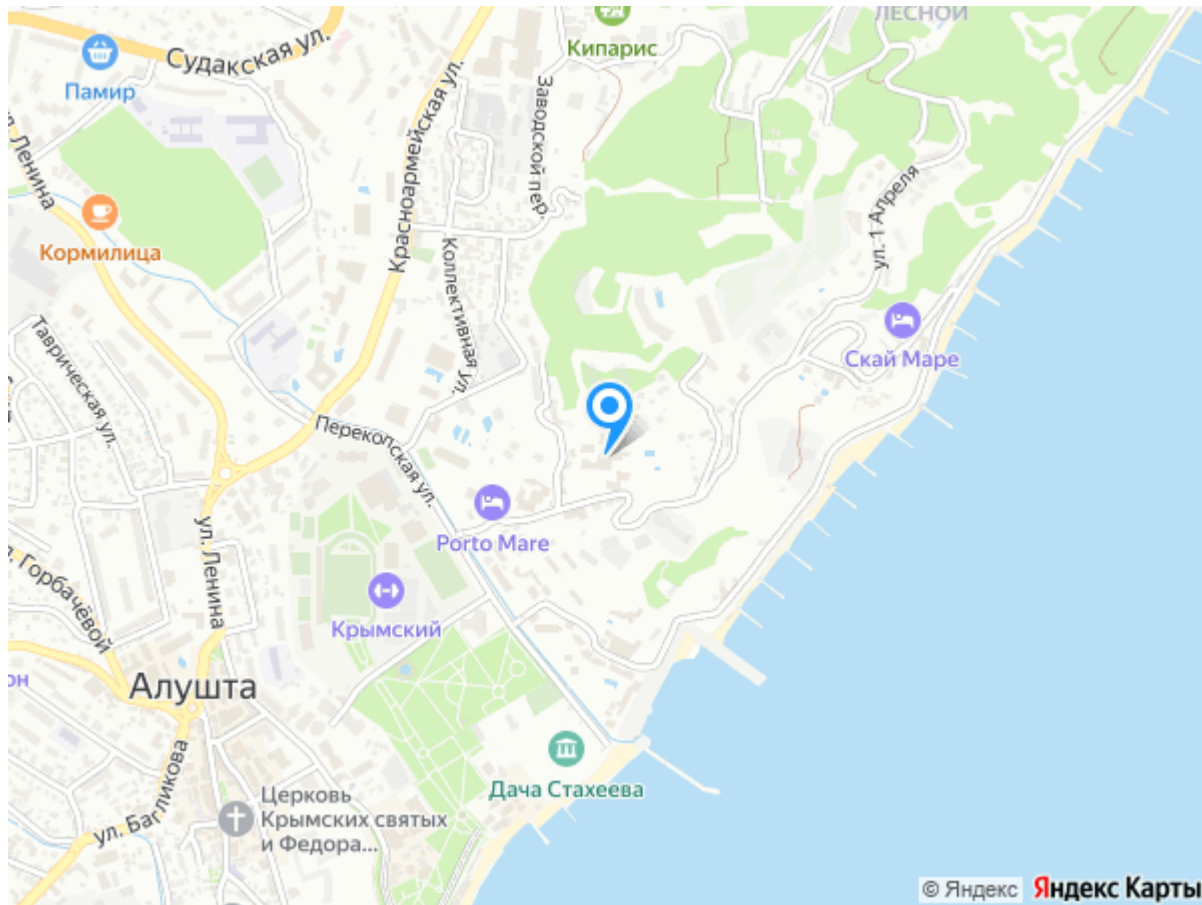 ЛЕСНОЙ
Кипарис
Судакская ул.
Памир
ул. Ленина
Красноармейская ул.
Заводской пер.
Кормилица
Коллективная ул.
ул. 1 Апреля
Таврическая ул.
Скай Маре
Перекопская ул.
Porto Mare
ул. Ленина
Горбачёвой
Крымский
Алушта
он
Дача Стахеева
ул. Багликова
Церковь
Крымских святых
и Федора...
© Яндекс Яндекс Карты